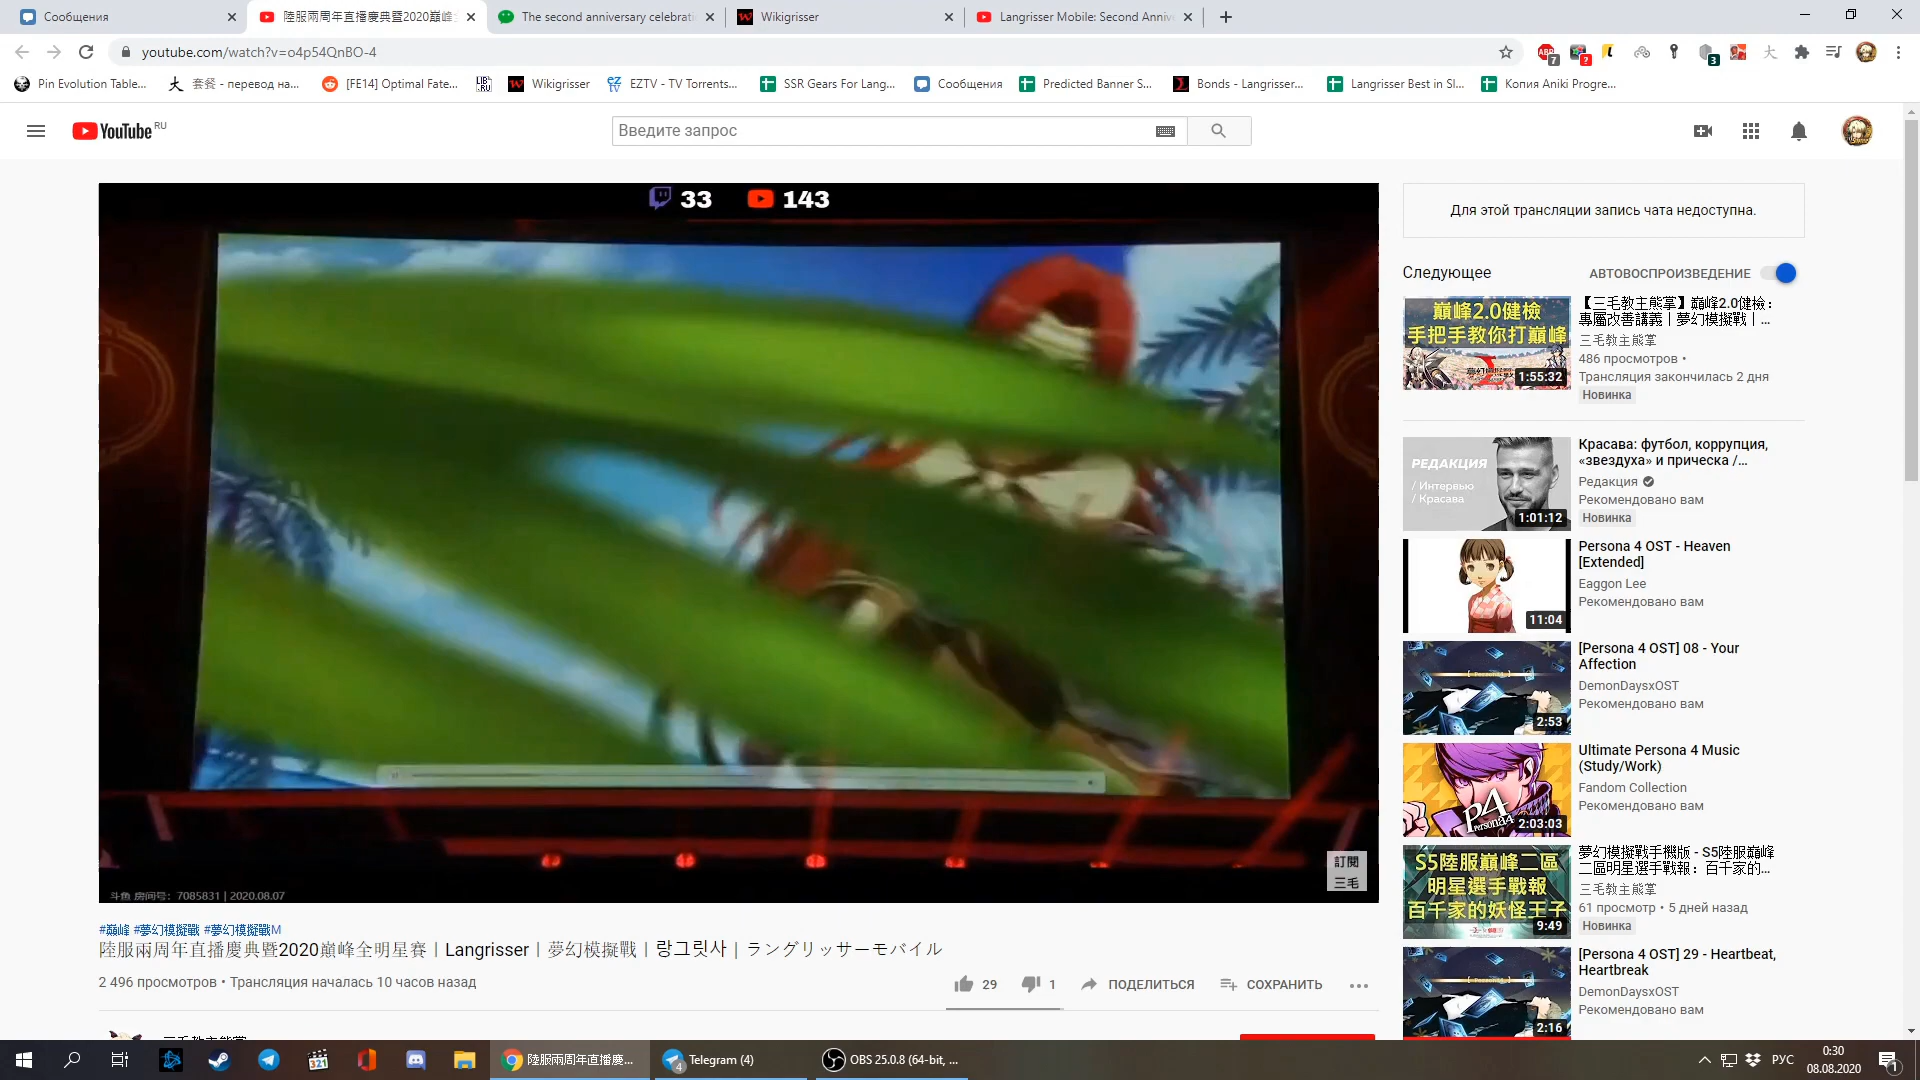 Сообщения
陸服兩周年直播慶典暨2020巔峰
The second anniversary celebrati
Wikigrisser
Langrisser Mobile: Second Anniv
youtube.com/watch?v=o4p54QnBO-4
ABP
7
?
3
Pin Evolution Table...
套餐 - перевод на...
[FE14] Optimal Fate...
LIB
.RU
Wikigrisser
EZTV - TV Torrents...
SSR Gears For Lang...
Сообщения
Predicted Banner S...
Bonds - Langrisser...
Langrisser Best in Sl...
Копия Aniki Progre...
YouTube RU
Введите запрос
33
143
Для этой трансляции запись чата недоступна.
Следующее
АВТОВОСПРОИЗВЕДЕНИЕ
巔峰2.0健檢
手把手教你打巔峰
1:55:32
【三毛教主熊掌】巔峰2.0健檢：
專屬改善講義｜夢幻模擬戰｜...
三毛教主熊掌
486 просмотров •
Трансляция закончилась 2 дня
Новинка
РЕДАКЦИЯ
/ Интервью
/ Красава
1:01:12
Красава: футбол, коррупция,
«звездуха» и прическа /...
Редакция
Рекомендовано вам
Новинка
11:04
Persona 4 OST - Heaven
[Extended]
Eaggon Lee
Рекомендовано вам
2:53
[Persona 4 OST] 08 - Your
Affection
DemonDaysxOST
Рекомендовано вам
P4
Persona4
2:03:03
Ultimate Persona 4 Music
(Study/Work)
Fandom Collection
Рекомендовано вам
S5陸服巔峰二區
明星選手戰報
百千家的妖怪王子
9:49
夢幻模擬戰手機版 - S5陸服巔峰
二區明星選手戰報：百千家的...
三毛教主熊掌
61 просмотр • 5 дней назад
Новинка
2:16
[Persona 4 OST] 29 - Heartbeat,
Heartbreak
DemonDaysxOST
Рекомендовано вам
訂閱
三毛
斗鱼 房间号：7085831 | 2020.08.07
#巔峰 #夢幻模擬戰 #夢幻模擬戰M
陸服兩周年直播慶典暨2020巔峰全明星賽｜Langrisser｜夢幻模擬戰｜랑그릿사｜ラングリッサーモバイル
2 496 просмотров • Трансляция началась 10 часов назад
29
1
ПОДЕЛИТЬСЯ
СОХРАНИТЬ
三毛教主熊掌
321
陸服兩周年直播慶...
4
Telegram (4)
OBS 25.0.8 (64-bit, ...
РУС
0:30
08.08.2020
1